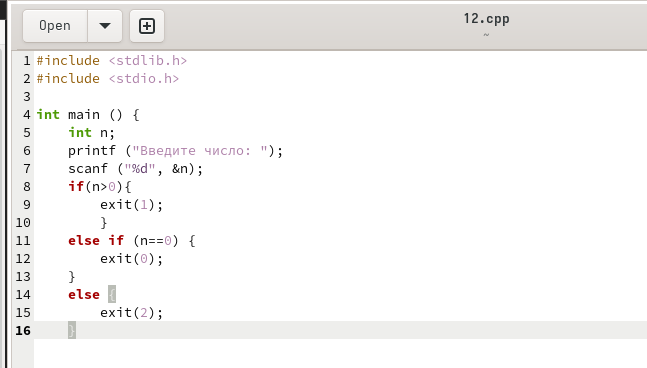 Open
12.cpp
~
1 #include <stdlib.h>
2 #include <stdio.h>
3
4 int main () {
5     int n;
6     printf ("Введите число: ");
7     scanf ("%d", &n);
8     if(n>0){
9         exit(1);
10         }
11     else if (n==0) {
12         exit(0);
13     }
14     else {
15         exit(2);
16     }